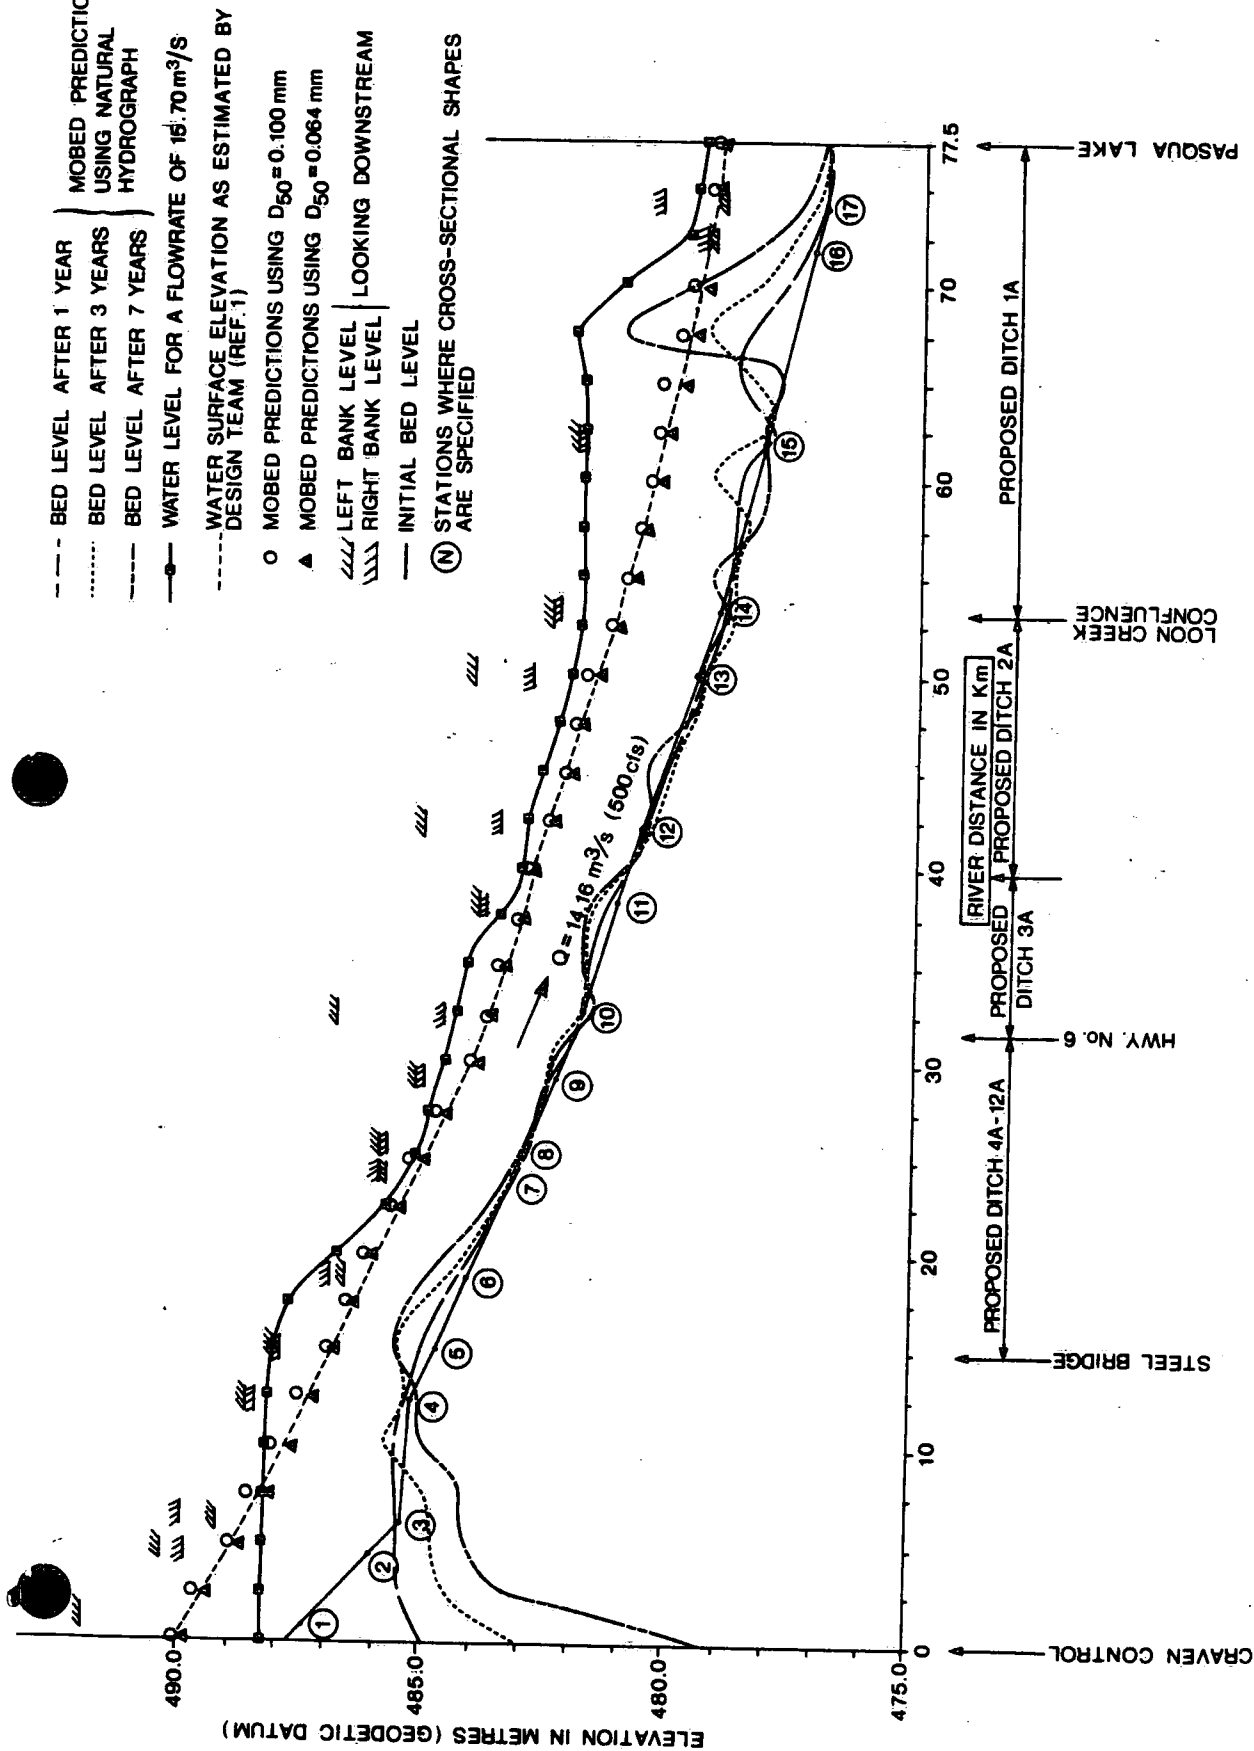 BED LEVEL AFTER 1 YEAR
BED LEVEL AFTER 3 YEARS
BED LEVEL AFTER 7 YEARS
MOBED PREDICTIO
USING NATURAL
HYDROGRAPH
WATER LEVEL FOR A FLOWRATE OF 15.70 m³/S
WATER SURFACE ELEVATION AS ESTIMATED BY
DESIGN TEAM (REF.1)
MOBED PREDICTIONS USING D50=0.100 mm
MOBED PREDICTIONS USING D50=0.064 mm
LEFT BANK LEVEL
RIGHT BANK LEVEL
LOOKING DOWNSTREAM
INITIAL BED LEVEL
N STATIONS WHERE CROSS-SECTIONAL SHAPES
ARE SPECIFIED
ELEVATION IN METRES (GEODETIC DATUM)
490.0
485.0
480.0
475.0
Q = 14.16 m³/s (500 cfs)
1
2
3
4
5
6
7
8
9
10
11
12
13
14
15
16
17
0
10
20
30
40
50
60
70
77.5
RIVER DISTANCE IN Km
PROPOSED DITCH 4A-12A
PROPOSED
DITCH 3A
PROPOSED DITCH 2A
PROPOSED DITCH 1A
CRAVEN CONTROL
STEEL BRIDGE
HWY. No. 6
LOON CREEK
CONFLUENCE
PASQUA LAKE